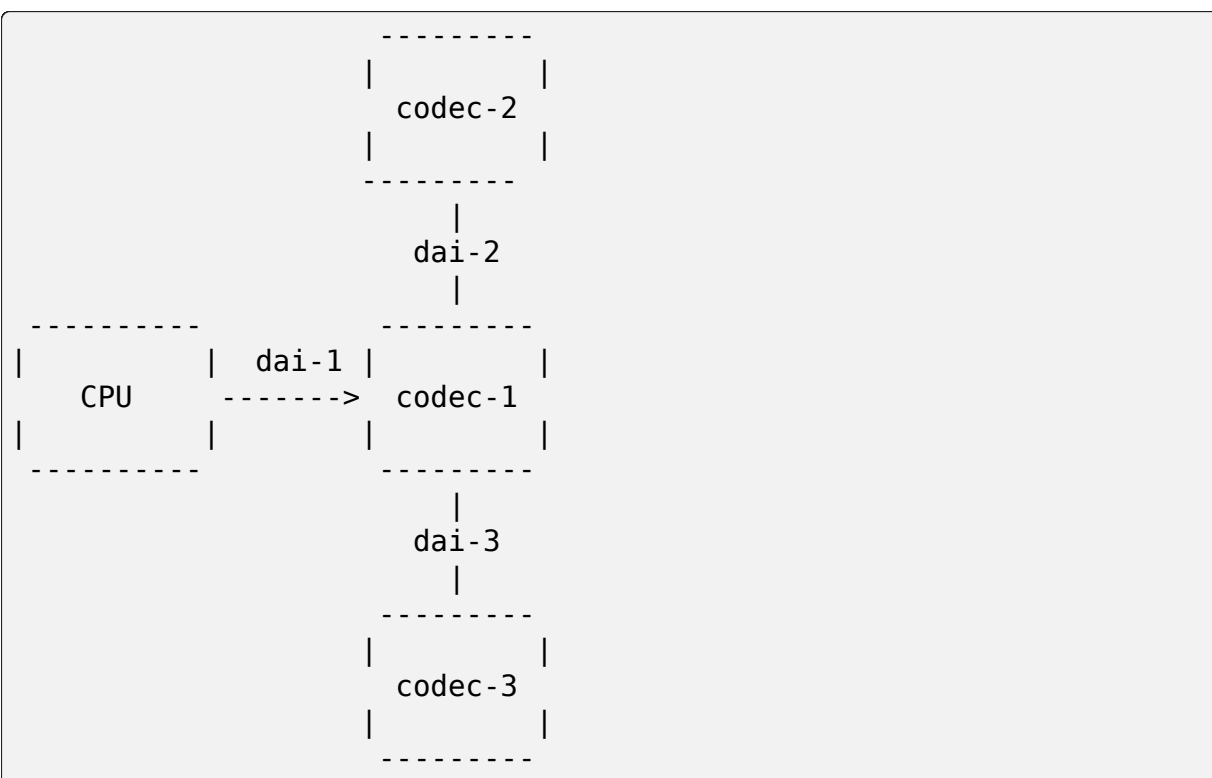 ---------
                     |          |
                       codec-2
                     |          |
                     ---------
                          |
                        dai-2
                          |
 ----------           ---------
|           |  dai-1 |          |
    CPU      ------->  codec-1
|           |        |          |
 ----------           ---------
                          |
                        dai-3
                          |
                      ---------
                     |          |
                       codec-3
                     |          |
                      ---------